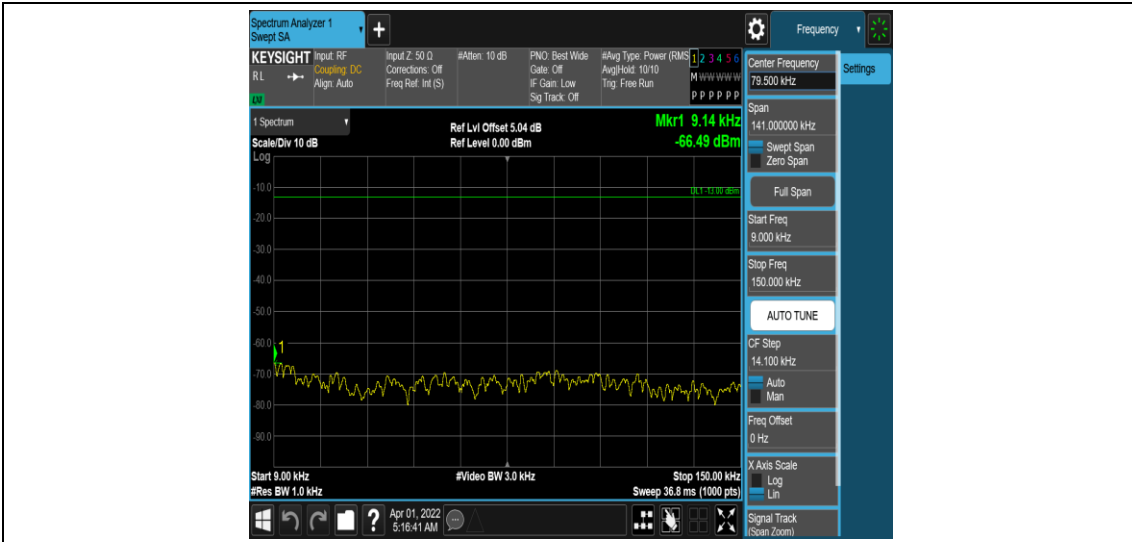 Spectrum Analyzer 1
Swept SA
+
Frequency
KEYSIGHT
R L
LXI
Input: RF
Coupling: DC
Align: Auto
Input Z: 50 Ω
Corrections: Off
Freq Ref: Int (S)
#Atten: 10 dB
PNO: Best Wide
Gate: Off
IF Gain: Low
Sig Track: Off
#Avg Type: Power (RMS
Avg|Hold: 10/10
Trig: Free Run
1 2 3 4 5 6
M W W W W W
P P P P P P
1 Spectrum
Scale/Div 10 dB
Log
Ref Lvl Offset 5.04 dB
Ref Level 0.00 dBm
Mkr1 9.14 kHz
-66.49 dBm
-10.0
DL1 -13.00 dBm
-20.0
-30.0
-40.0
-50.0
-60.0
1
-70.0
-80.0
-90.0
Start 9.00 kHz
#Res BW 1.0 kHz
#Video BW 3.0 kHz
Stop 150.00 kHz
Sweep 36.8 ms (1000 pts)
Center Frequency
79.500 kHz
Settings
Span
141.000000 kHz
Swept Span
Zero Span
Full Span
Start Freq
9.000 kHz
Stop Freq
150.000 kHz
AUTO TUNE
CF Step
14.100 kHz
Auto
Man
Freq Offset
0 Hz
X Axis Scale
Log
Lin
Signal Track
(Span Zoom)
?
Apr 01, 2022
5:16:41 AM